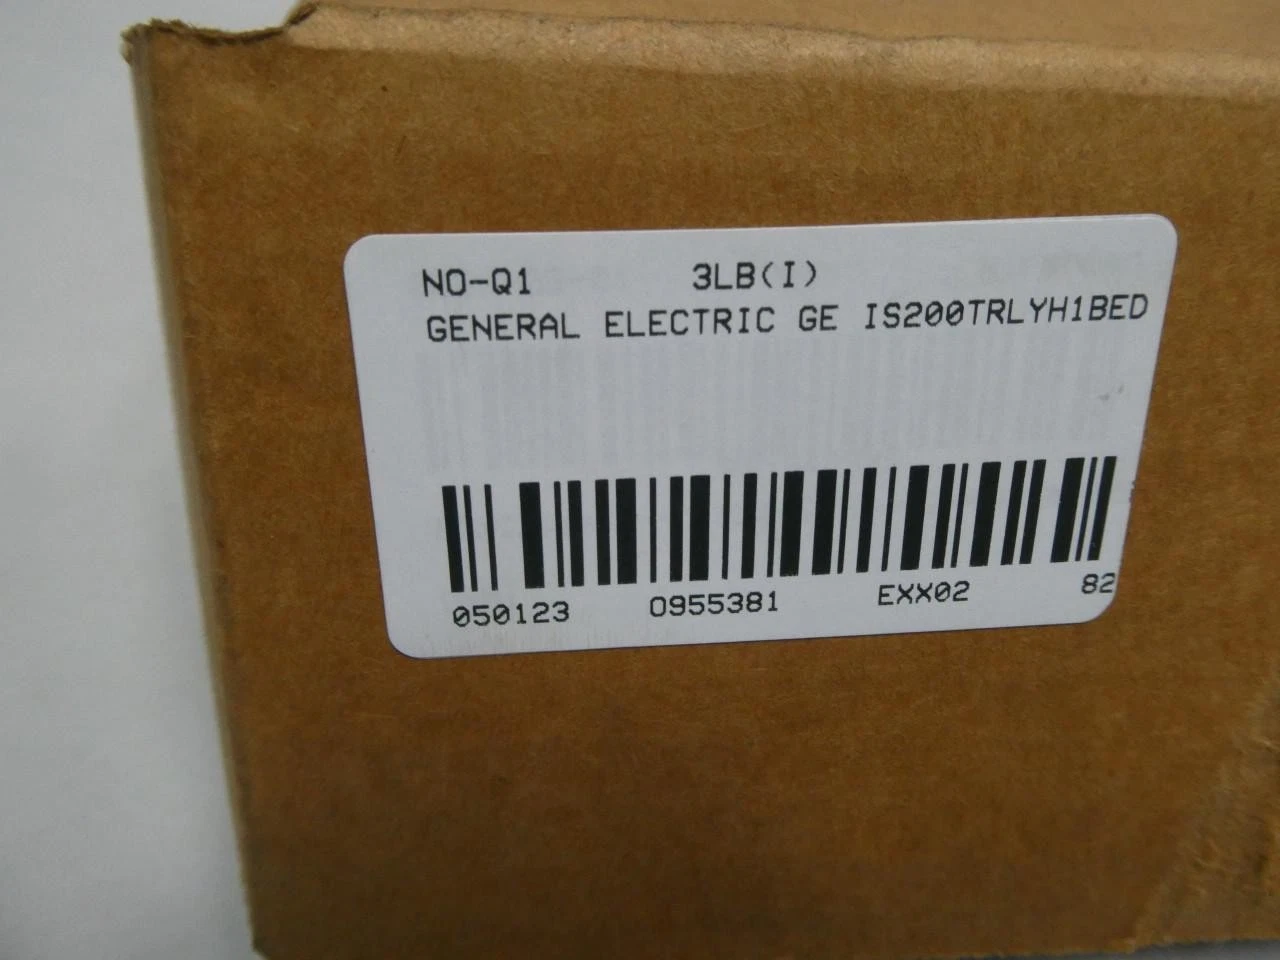 NO-Q1 3LB(I)
GENERAL ELECTRIC GE IS200TRLYH1BED
050123 0955381 EXX02 82